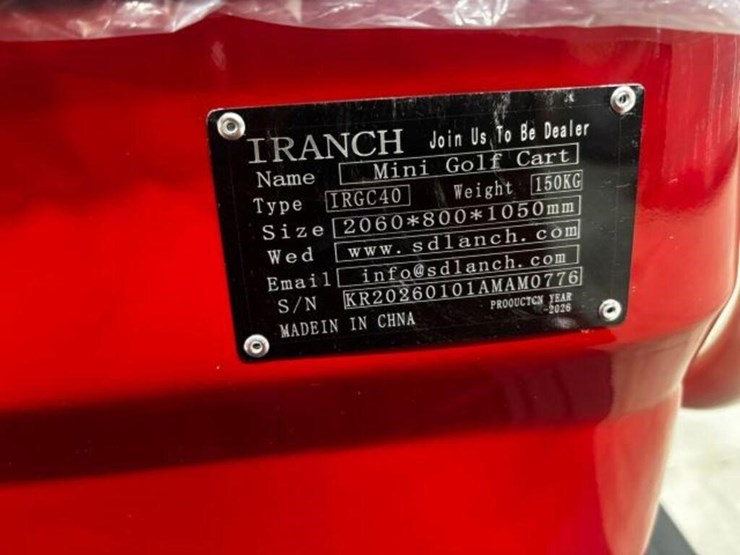 IRANCH Join Us To Be Dealer
Name Mini Golf Cart
Type IRGC40 Weight 150KG
Size 2060*800*1050mm
Wed www.sdlanch.com
Email info@sdlanch.com
S/N KR20260101AMAM0776
MADEIN IN CHNA PROOUCTCN YEAR
-2026